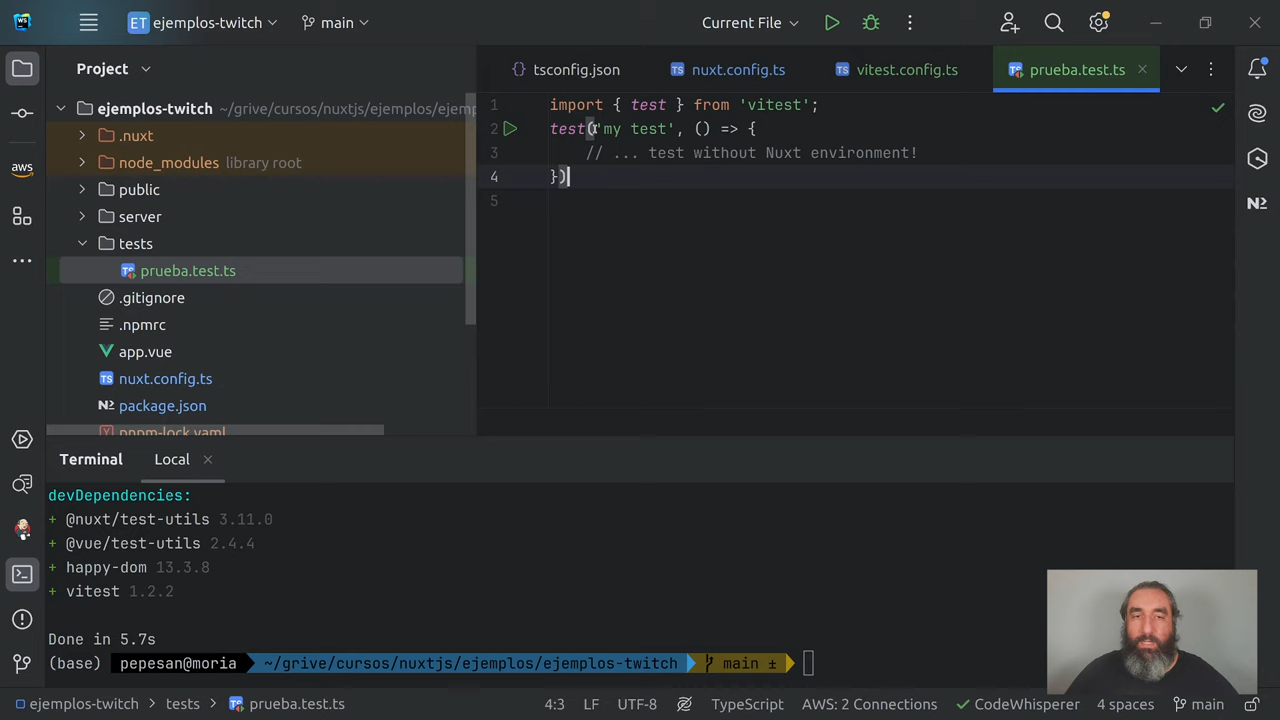 WS
ET ejemplos-twitch
main
Current File
Project
tsconfig.json
nuxt.config.ts
vitest.config.ts
prueba.test.ts
ejemplos-twitch ~/grive/cursos/nuxtjs/ejemplos/ejem
.nuxt
node_modules library root
public
server
tests
prueba.test.ts
.gitignore
.npmrc
app.vue
nuxt.config.ts
package.json
pnpm-lock.yaml
aws
1 import { test } from 'vitest';
2 test('my test', () => {
3 // ... test without Nuxt environment!
4 })
5
Terminal
Local
devDependencies:
+ @nuxt/test-utils 3.11.0
+ @vue/test-utils 2.4.4
+ happy-dom 13.3.8
+ vitest 1.2.2
Done in 5.7s
(base) pepesan@moria ~/grive/cursos/nuxtjs/ejemplos/ejemplos-twitch main ±
ejemplos-twitch > tests > prueba.test.ts
4:3
LF
UTF-8
TypeScript
AWS: 2 Connections
CodeWhisperer
4 spaces
main